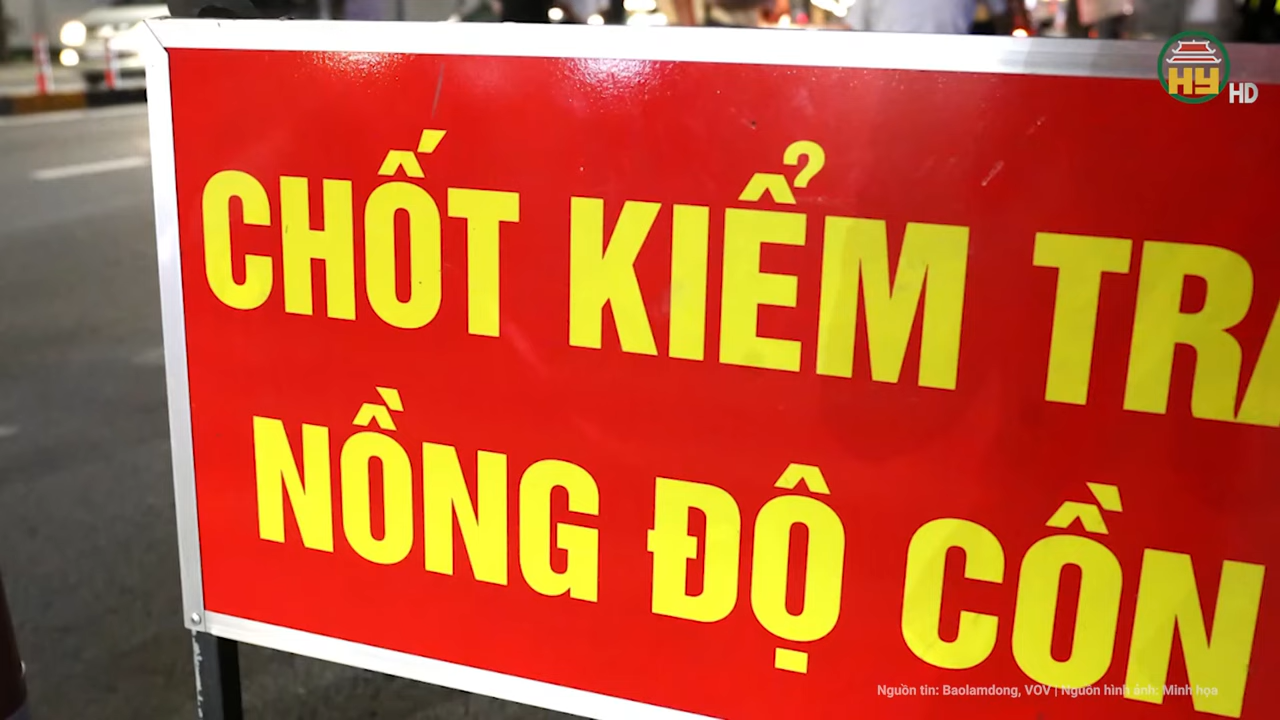 HY HD
CHỐT KIỂM TRA
NỒNG ĐỘ CỒN
Nguồn tin: Baolamdong, VOV | Nguồn hình ảnh: Minh họa